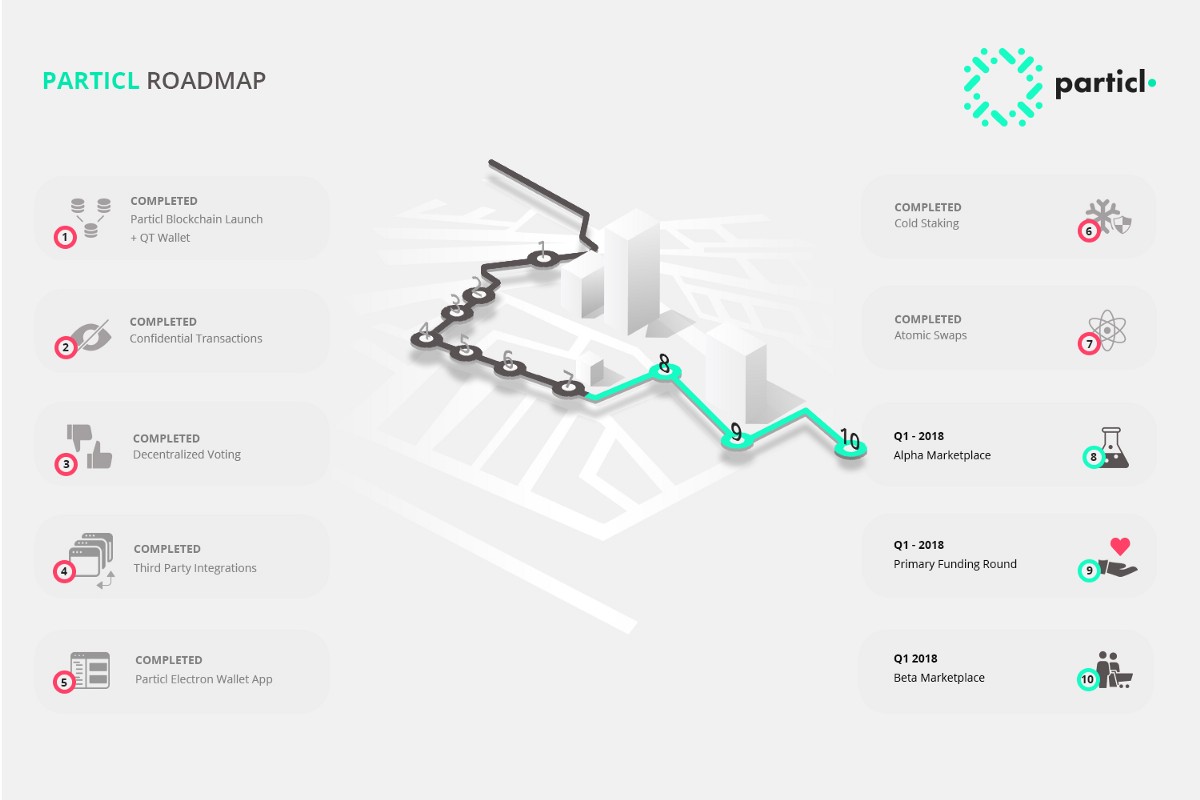 PARTICL ROADMAP
particl
COMPLETED
Particl Blockchain Launch
+ QT Wallet
1
COMPLETED
Confidential Transactions
2
COMPLETED
Decentralized Voting
3
COMPLETED
Third Party Integrations
4
COMPLETED
Particl Electron Wallet App
5
1
2
3
4
5
6
7
8
9
10
COMPLETED
Cold Staking
6
COMPLETED
Atomic Swaps
7
Q1 - 2018
Alpha Marketplace
8
Q1 - 2018
Primary Funding Round
9
Q1 2018
Beta Marketplace
10